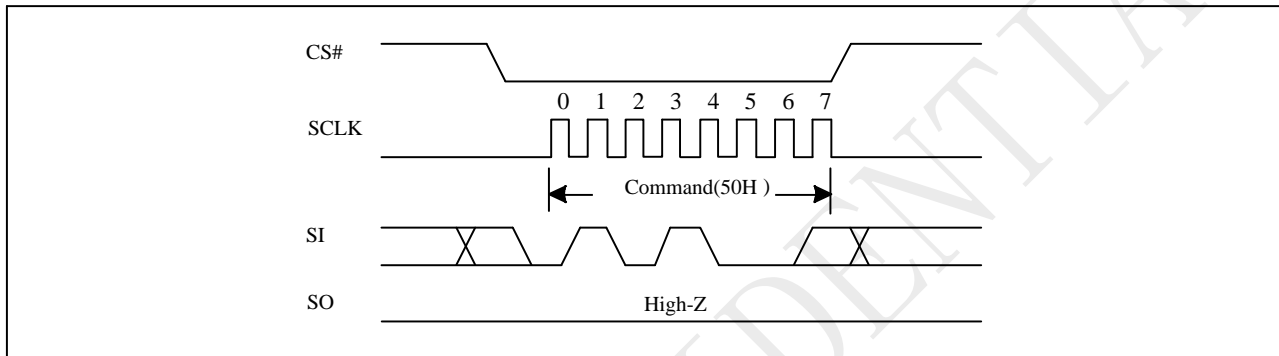 CS#
0 1 2 3 4 5 6 7
SCLK
Command(50H )
SI
SO
High-Z